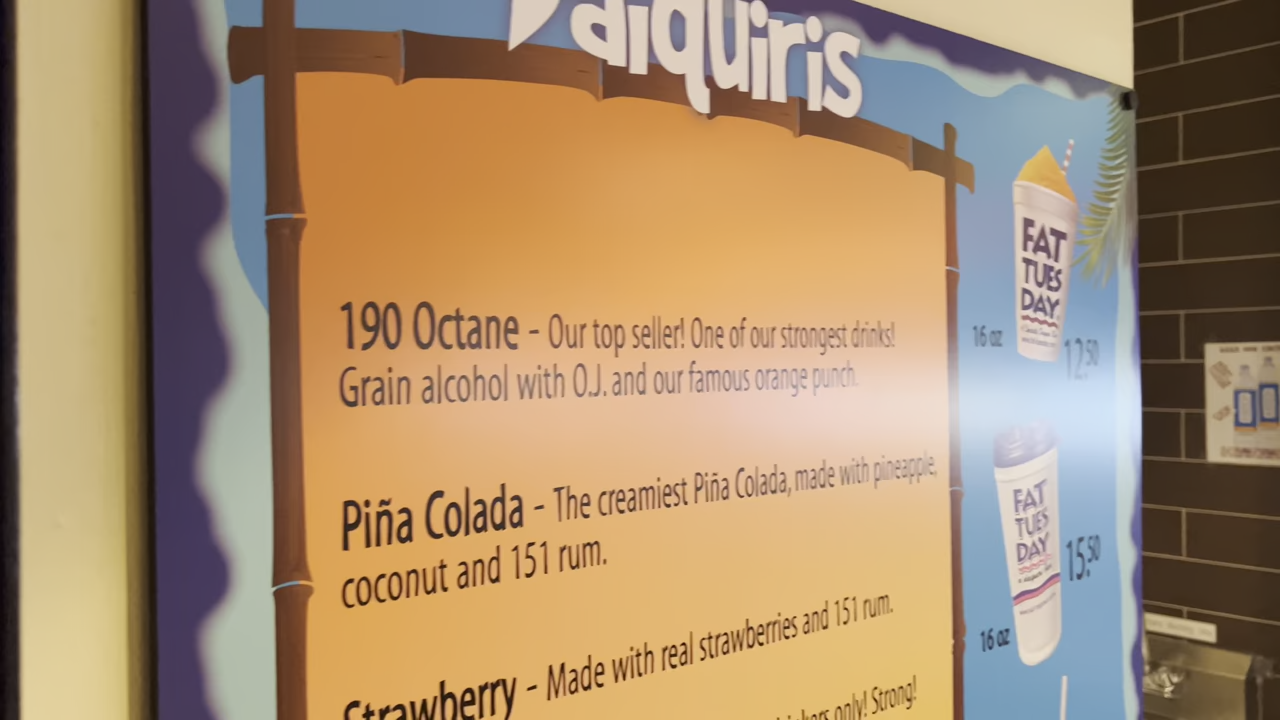 Daiquiris
190 Octane – Our top seller! One of our strongest drinks!
Grain alcohol with O.J. and our famous orange punch.
Piña Colada – The creamiest Piña Colada, made with pineapple,
coconut and 151 rum.
Strawberry – Made with real strawberries and 151 rum.
only! Strong!
FAT
TUES
DAY
16 oz
12.50
FAT
TUES
DAY
15.50
16 oz